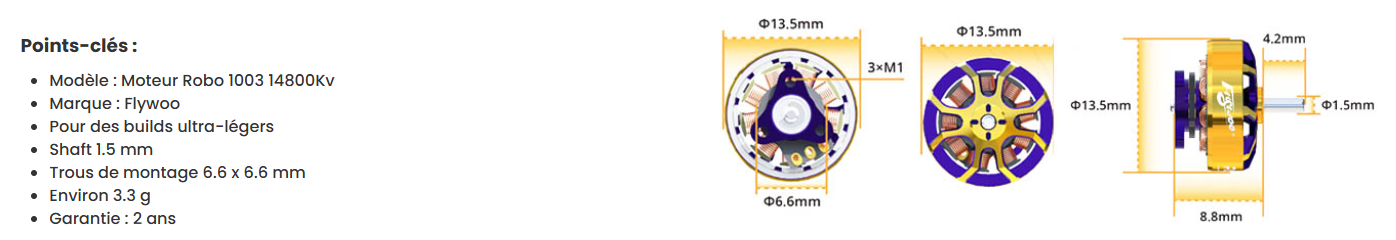 Points-clés :
Modèle : Moteur Robo 1003 14800Kv
Marque : Flywoo
Pour des builds ultra-légers
Shaft 1.5 mm
Trous de montage 6.6 x 6.6 mm
Environ 3.3 g
Garantie : 2 ans
Φ13.5mm
3×M1
Φ6.6mm
Φ13.5mm
4.2mm
Φ13.5mm
Φ1.5mm
8.8mm